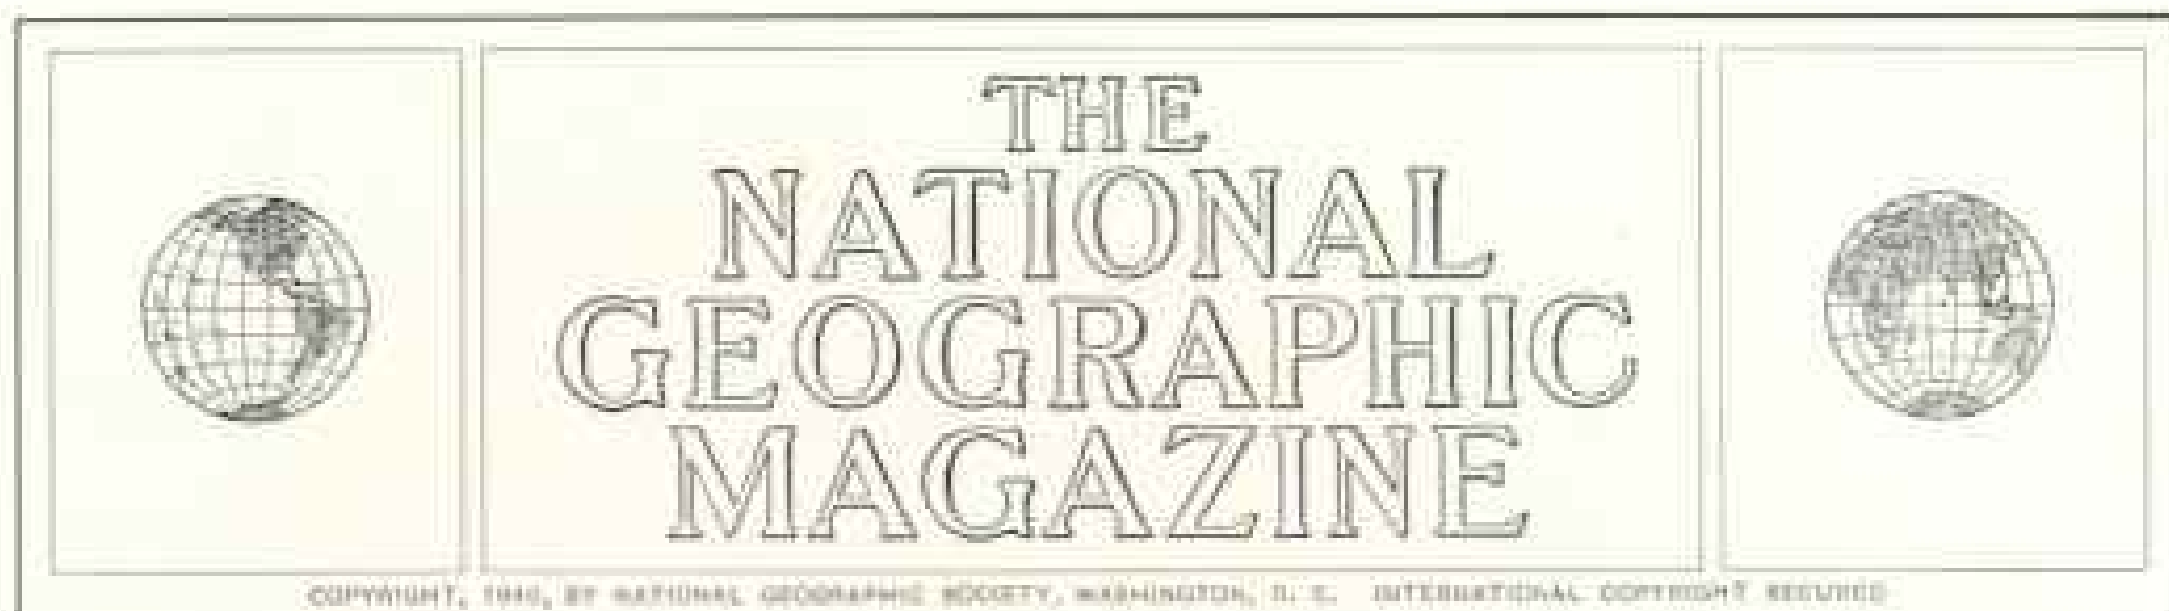 THE
NATIONAL
GEOGRAPHIC
MAGAZINE
COPYRIGHT, BY NATIONAL GEOGRAPHIC SOCIETY, WASHINGTON, D. C. INTERNATIONAL COPYRIGHT SECURED